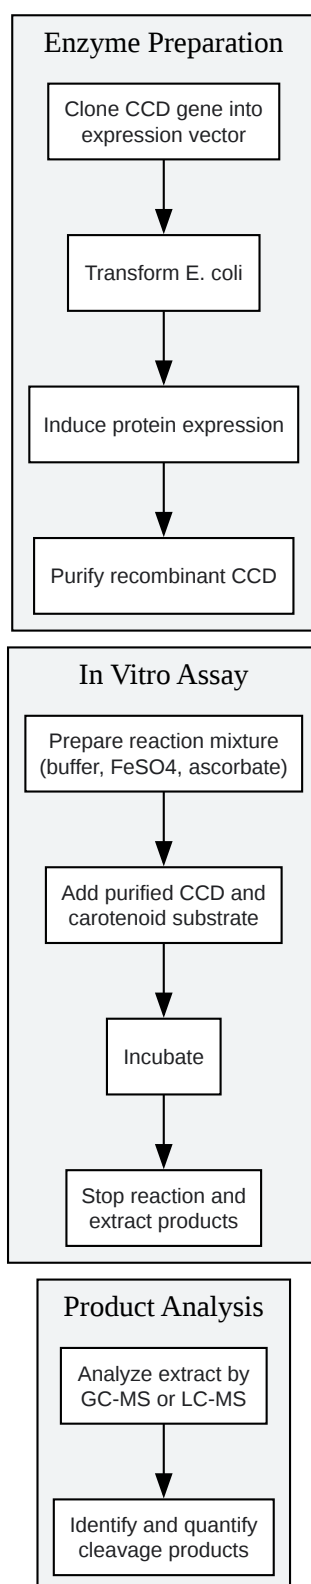 Enzyme Preparation
Clone CCD gene into
expression vector
Transform E. coli
Induce protein expression
Purify recombinant CCD
In Vitro Assay
Prepare reaction mixture
(buffer, FeSO4, ascorbate)
Add purified CCD and
carotenoid substrate
Incubate
Stop reaction and
extract products
Product Analysis
Analyze extract by
GC-MS or LC-MS
Identify and quantify
cleavage products